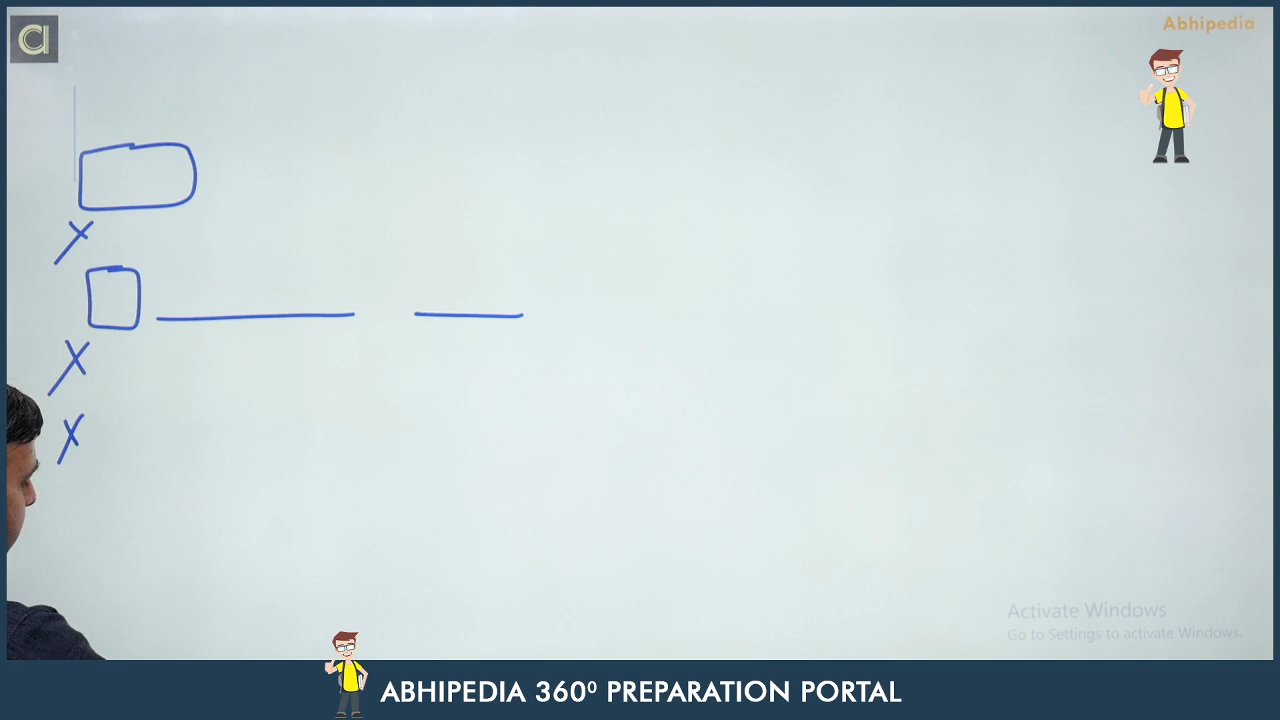 Abhipedia
a
X
X
X
Activate Windows
Go to Settings to activate Windows.
ABHIPEDIA 360⁰ PREPARATION PORTAL